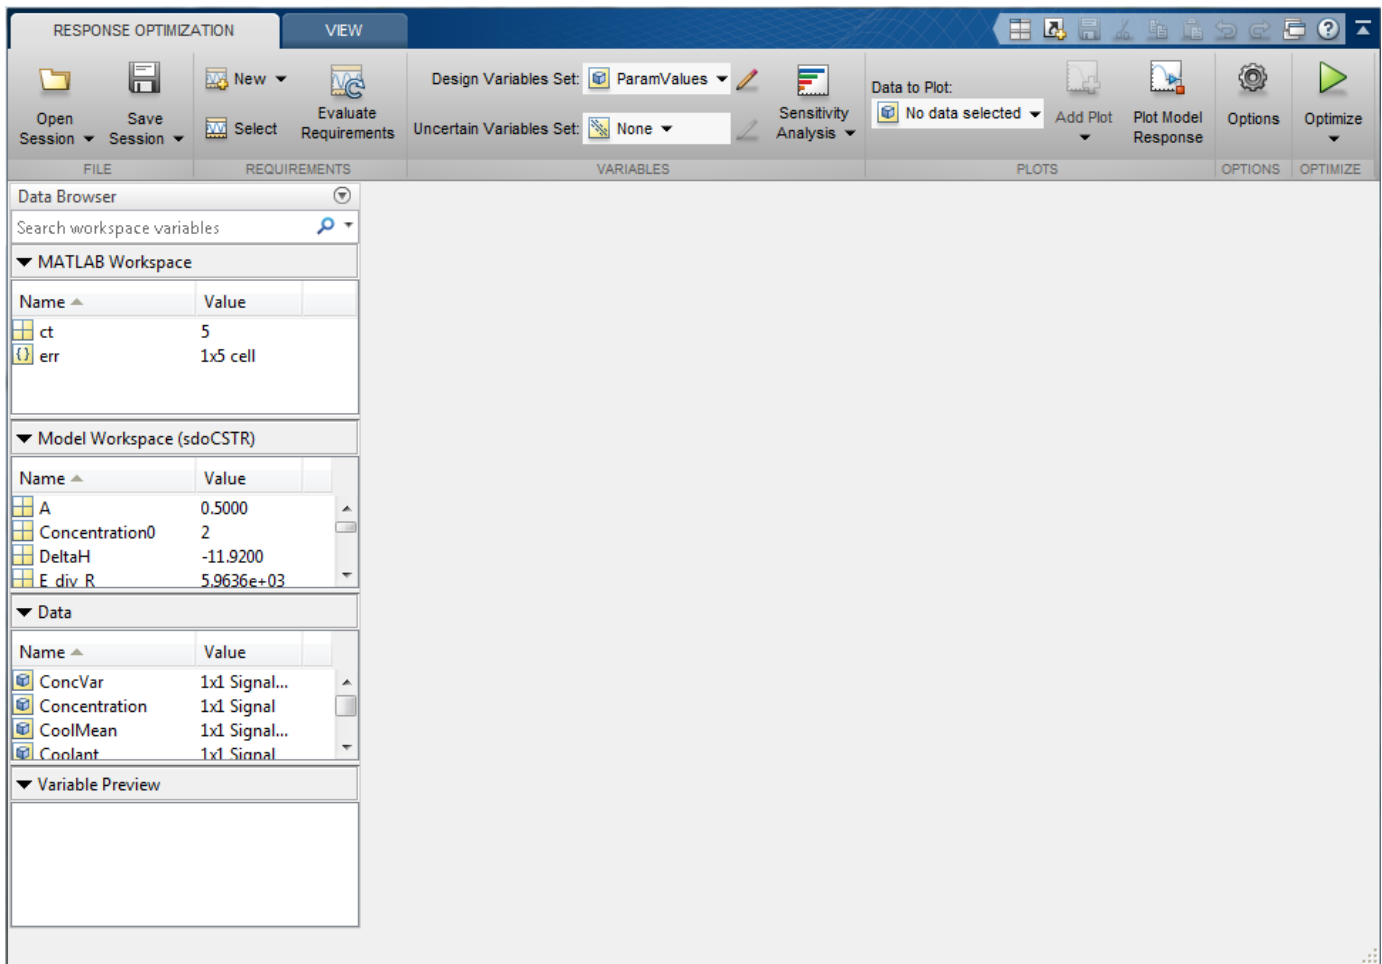 RESPONSE OPTIMIZATION VIEW
Open Session Save Session
New
Select
Evaluate Requirements
Design Variables Set: ParamValues
Uncertain Variables Set: None
Sensitivity Analysis
Data to Plot:
No data selected
Add Plot
Plot Model Response
Options
Optimize
FILE REQUIREMENTS VARIABLES PLOTS OPTIONS OPTIMIZE
Data Browser
Search workspace variables
MATLAB Workspace
Name Value
ct 5
{} err 1x5 cell
Model Workspace (sdoCSTR)
Name Value
A 0.5000
Concentration0 2
DeltaH -11.9200
E_div_R 5.9636e+03
Data
Name Value
ConcVar 1x1 Signal...
Concentration 1x1 Signal
CoolMean 1x1 Signal...
Coolant 1x1 Signal
Variable Preview